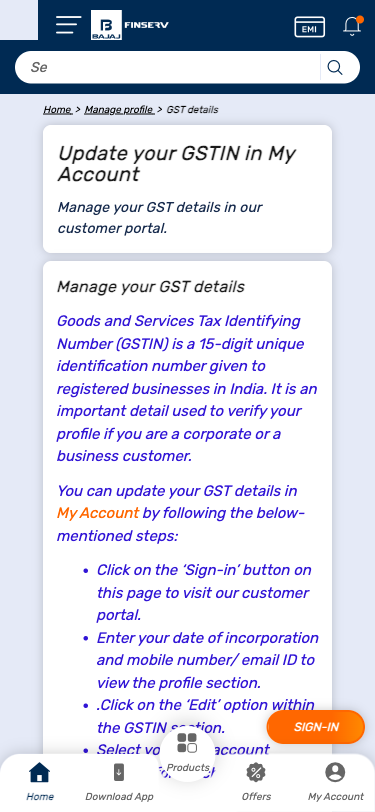 BAJAJ FINSERV
EMI
Se
Home > Manage profile > GST details
Update your GSTIN in My
Account
Manage your GST details in our
customer portal.
Manage your GST details
Goods and Services Tax Identifying
Number (GSTIN) is a 15-digit unique
identification number given to
registered businesses in India. It is an
important detail used to verify your
profile if you are a corporate or a
business customer.
You can update your GST details in
My Account by following the below-
mentioned steps:
• Click on the ‘Sign-in’ button on
this page to visit our customer
portal.
• Enter your date of incorporation
and mobile number/ email ID to
view the profile section.
• .Click on the ‘Edit’ option within
the GSTIN section.
SIGN-IN
• Select account
Products
Home
Download App
Offers
My Account